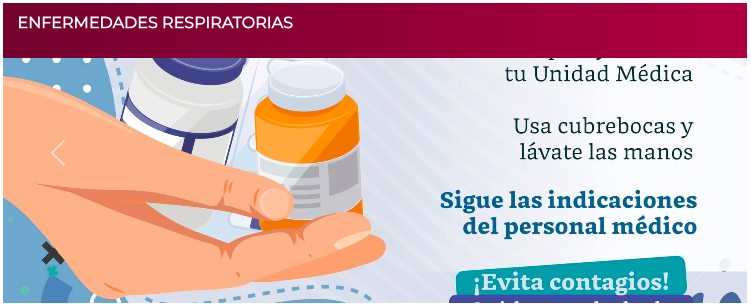 ENFERMEDADES RESPIRATORIAS
tu Unidad Médica
Usa cubrebocas y
lávate las manos
Sigue las indicaciones
del personal médico
¡Evita contagios!